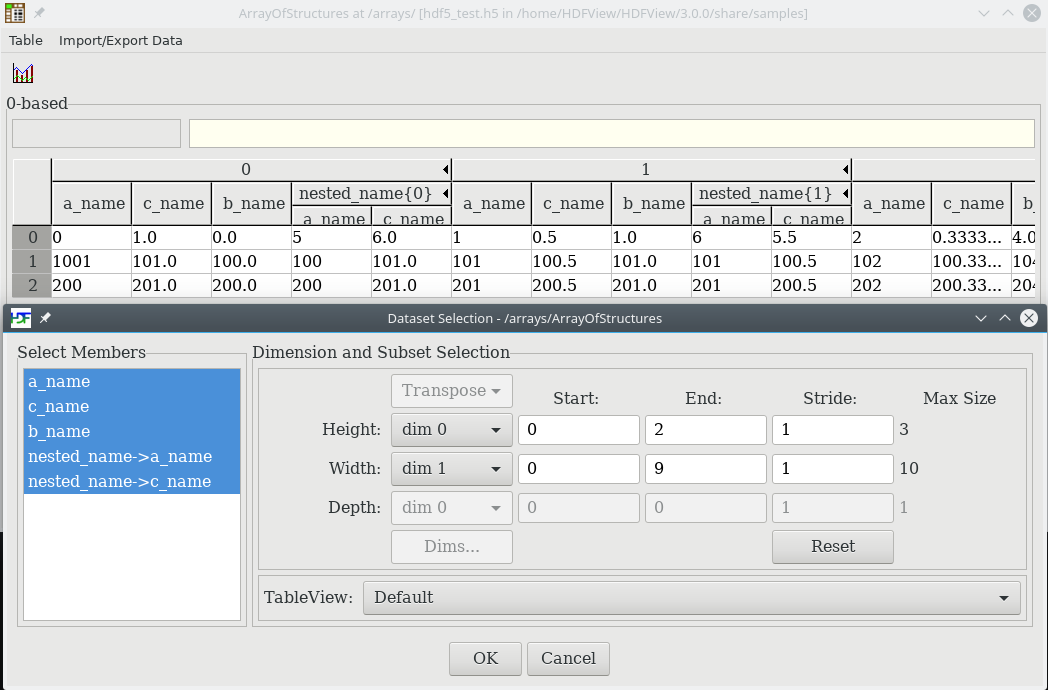 ArrayOfStructures at /arrays/ [hdf5_test.h5 in /home/HDFView/HDFView/3.0.0/share/samples]
Table Import/Export Data
0-based
0 1
a_name c_name b_name nested_name{0} a_name c_name b_name nested_name{1} a_name c_name b_
a_name c_name a_name c_name
0 0 1.0 0.0 5 6.0 1 0.5 1.0 6 5.5 2 0.3333... 4.0
1 1001 101.0 100.0 100 101.0 101 100.5 101.0 101 100.5 102 100.33... 104
2 200 201.0 200.0 200 201.0 201 200.5 201.0 201 200.5 202 200.33... 204
HDF Dataset Selection - /arrays/ArrayOfStructures
Select Members
a_name
c_name
b_name
nested_name->a_name
nested_name->c_name
Dimension and Subset Selection
Transpose Start: End: Stride: Max Size
Height: dim 0 0 2 1 3
Width: dim 1 0 9 1 10
Depth: dim 0 0 0 1 1
Dims... Reset
TableView: Default
OK Cancel